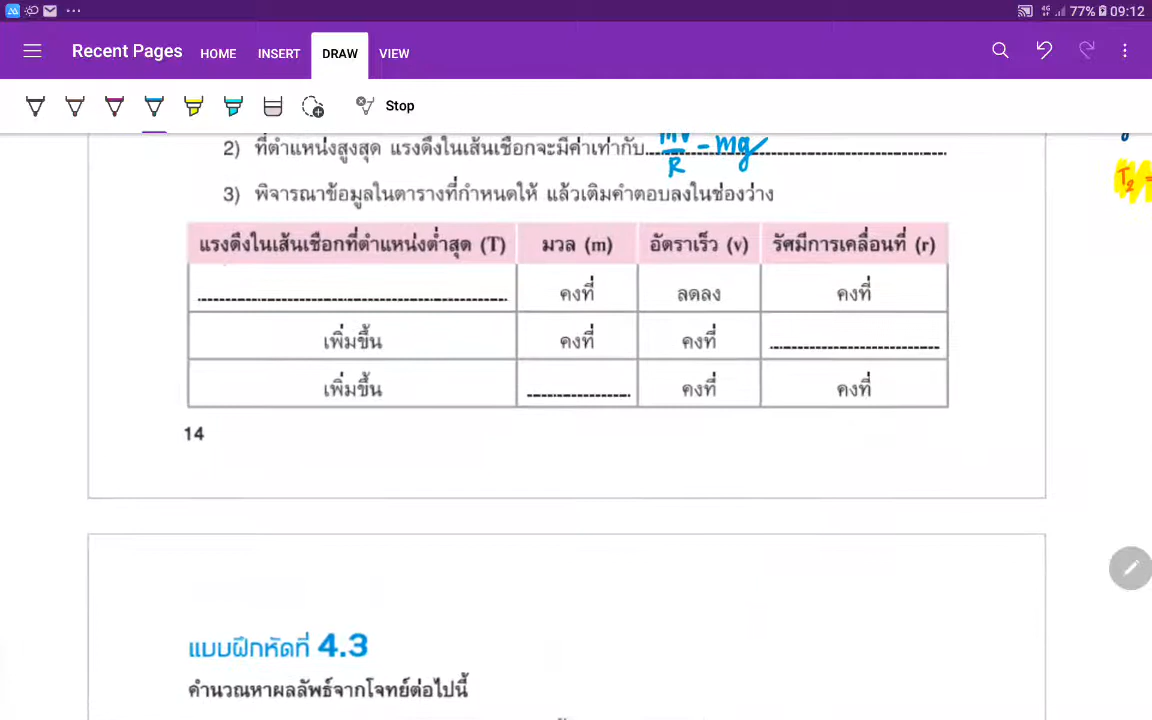 77% 09:12
Recent Pages HOME INSERT DRAW VIEW
Stop
2) ที่ตำแหน่งสูงสุด แรงดึงในเส้นเชือกจะมีค่าเท่ากับ R - mg
T₂
3) พิจารณาข้อมูลในตารางที่กำหนดให้ แล้วเติมคำตอบลงในช่องว่าง
แรงดึงในเส้นเชือกที่ตำแหน่งต่ำสุด (T) มวล (m) อัตราเร็ว (v) รัศมีการเคลื่อนที่ (r)
คงที่ ลดลง คงที่
เพิ่มขึ้น คงที่ คงที่
เพิ่มขึ้น คงที่ คงที่
14
แบบฝึกหัดที่ 4.3
คำนวณหาผลลัพธ์จากโจทย์ต่อไปนี้